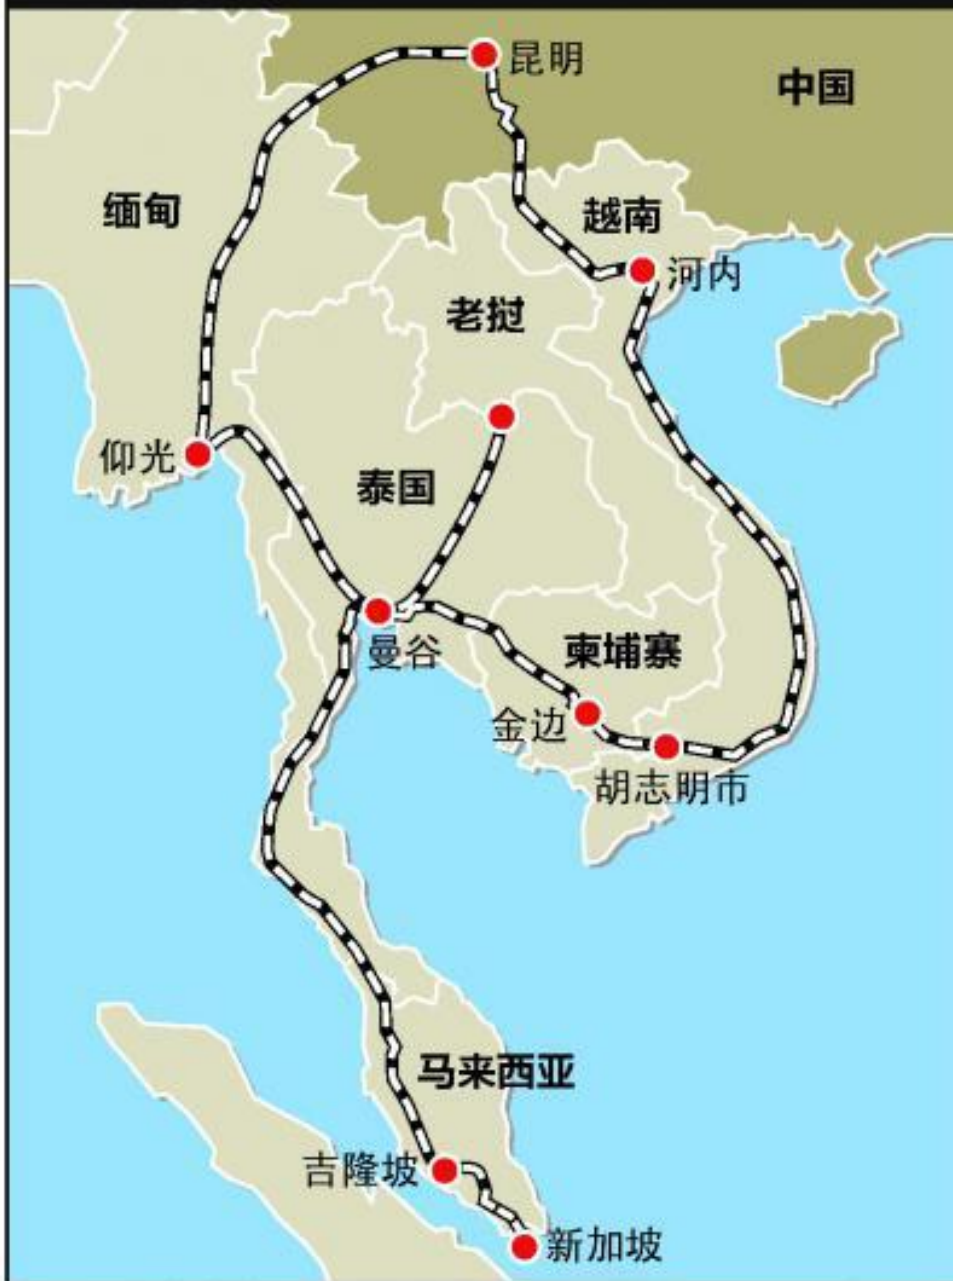 昆明
中国
缅甸
越南
河内
老挝
仰光
泰国
曼谷
柬埔寨
金边
胡志明市
马来西亚
吉隆坡
新加坡